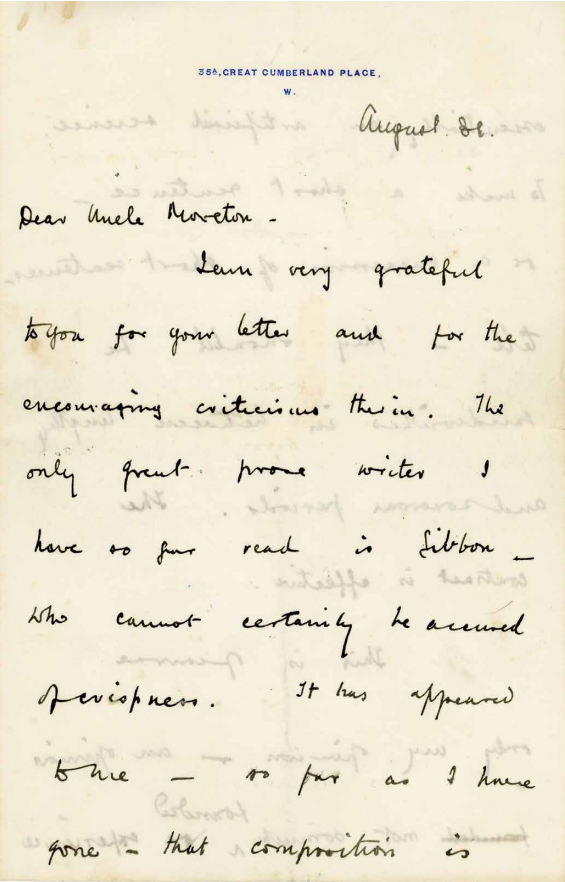 35A, GREAT CUMBERLAND PLACE,
W.
August 31.
Dear Uncle Moreton -
I am very grateful
to you for your letter and for the
encouraging criticisms therin. The
only great prose writer I
have so far read is Gibbon -
who cannot certainly be accused
of crispness. It has appeared
to me - so far as I have
gone - that composition is